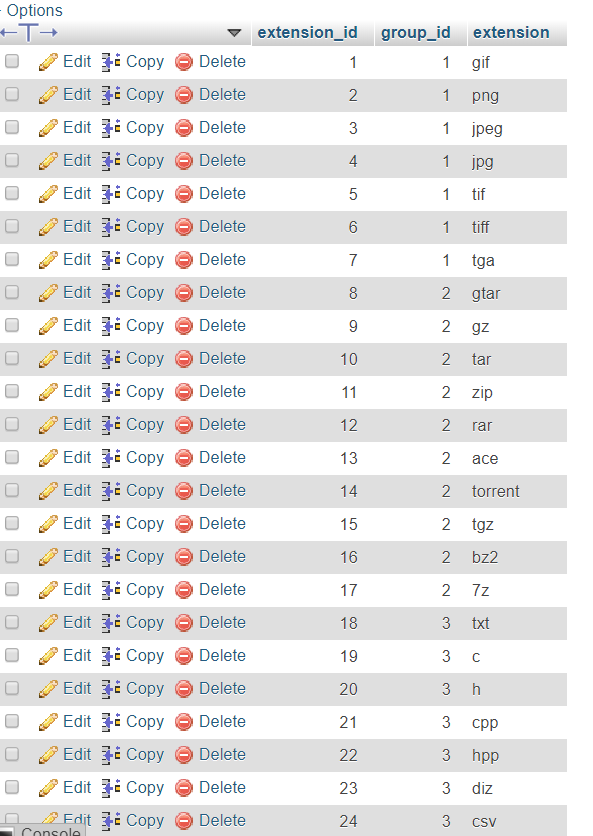 Options
extension_id group_id extension
Edit Copy Delete 1 1 gif
Edit Copy Delete 2 1 png
Edit Copy Delete 3 1 jpeg
Edit Copy Delete 4 1 jpg
Edit Copy Delete 5 1 tif
Edit Copy Delete 6 1 tiff
Edit Copy Delete 7 1 tga
Edit Copy Delete 8 2 gtar
Edit Copy Delete 9 2 gz
Edit Copy Delete 10 2 tar
Edit Copy Delete 11 2 zip
Edit Copy Delete 12 2 rar
Edit Copy Delete 13 2 ace
Edit Copy Delete 14 2 torrent
Edit Copy Delete 15 2 tgz
Edit Copy Delete 16 2 bz2
Edit Copy Delete 17 2 7z
Edit Copy Delete 18 3 txt
Edit Copy Delete 19 3 c
Edit Copy Delete 20 3 h
Edit Copy Delete 21 3 cpp
Edit Copy Delete 22 3 hpp
Edit Copy Delete 23 3 diz
Edit Copy Delete 24 3 csv
Console